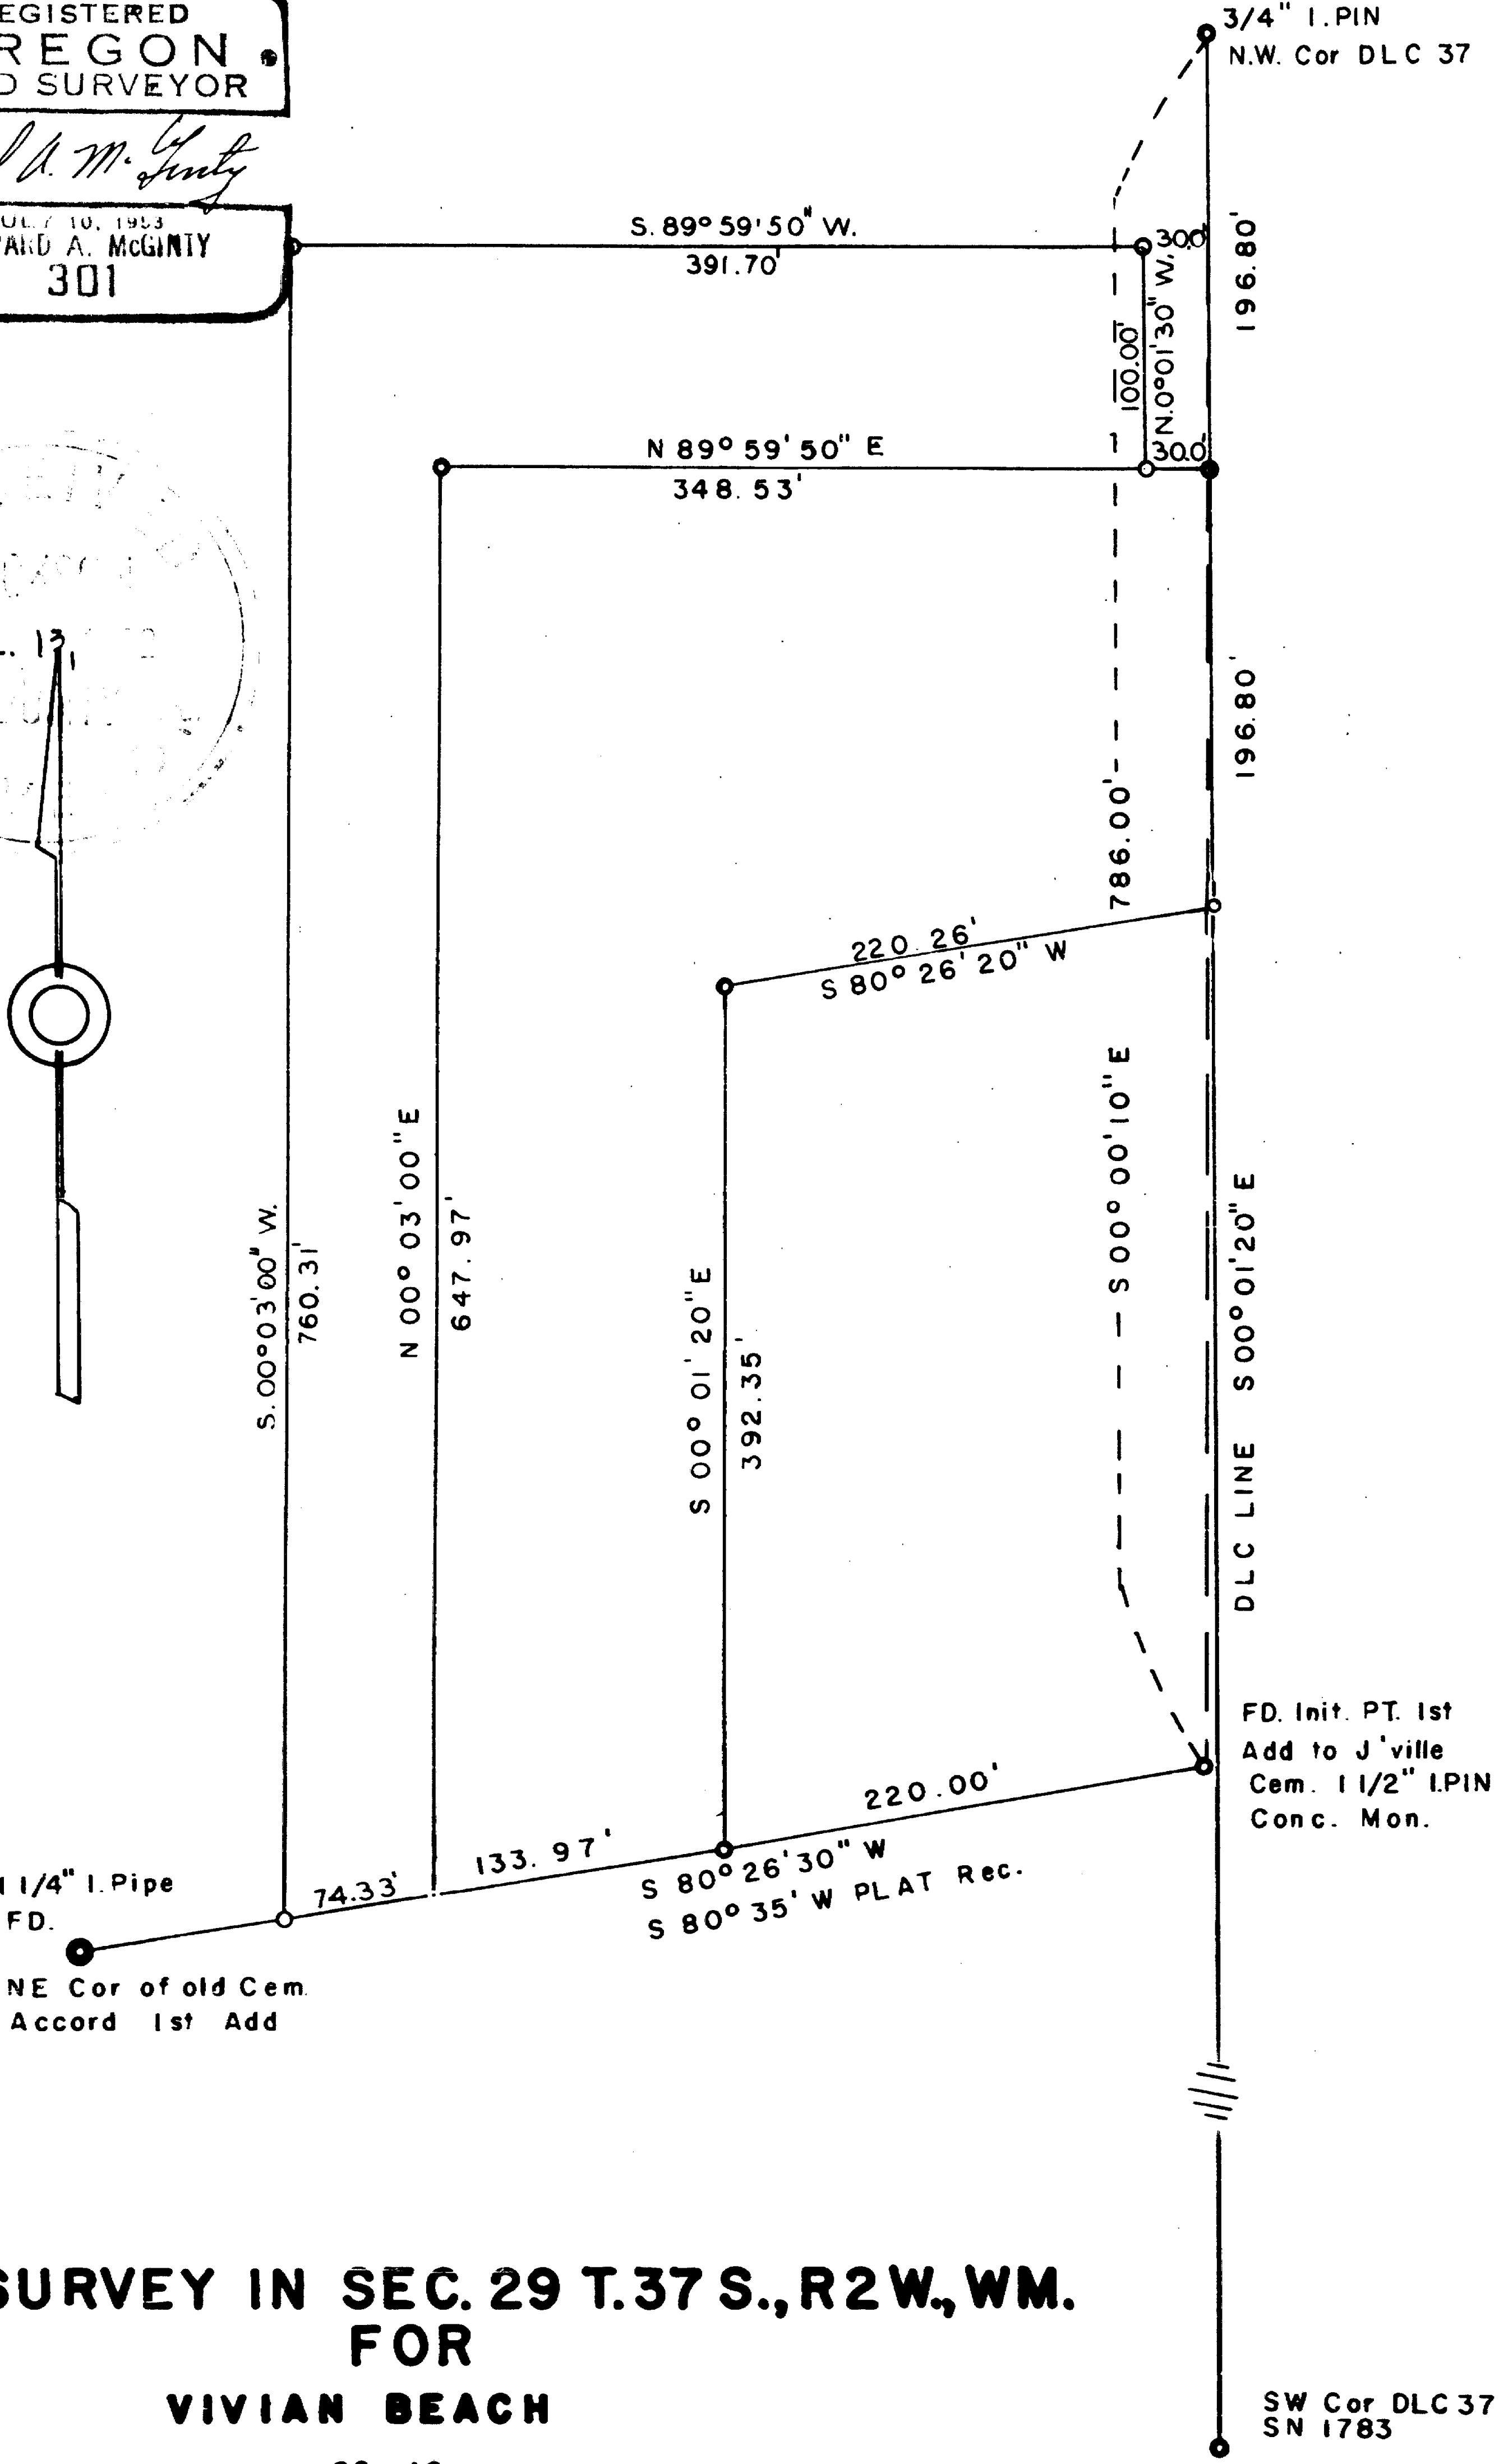 EGISTERED
REGON
D SURVEYOR
A. McGinty
JULY 10, 1953
ARD A. McGINTY
301
3/4" I.PIN
N.W. Cor DLC 37
S. 89° 59' 50" W.
391.70'
30.0'
196.80'
100.00'
N.0°01'30" W.
N 89° 59' 50" E
348.53'
30.0'
196.80'
786.00'
220.26'
S 80° 26' 20" W
S 00° 00' 10" E
N 00° 03' 00" E
647.97'
S. 00° 03' 00" W.
760.31'
S 00° 01' 20" E
392.35'
DLC LINE S 00° 01' 20" E
FD. Init. PT. 1st
Add to J'ville
Cem. 1 1/2" I.PIN
Conc. Mon.
220.00'
133.97'
74.33'
S 80° 26' 30" W
S 80° 35' W PLAT Rec.
1 1/4" I.Pipe
FD.
NE Cor of old Cem.
Accord 1st Add
SURVEY IN SEC. 29 T.37 S., R2W., WM.
FOR
VIVIAN BEACH
SW Cor DLC 37
SN 1783